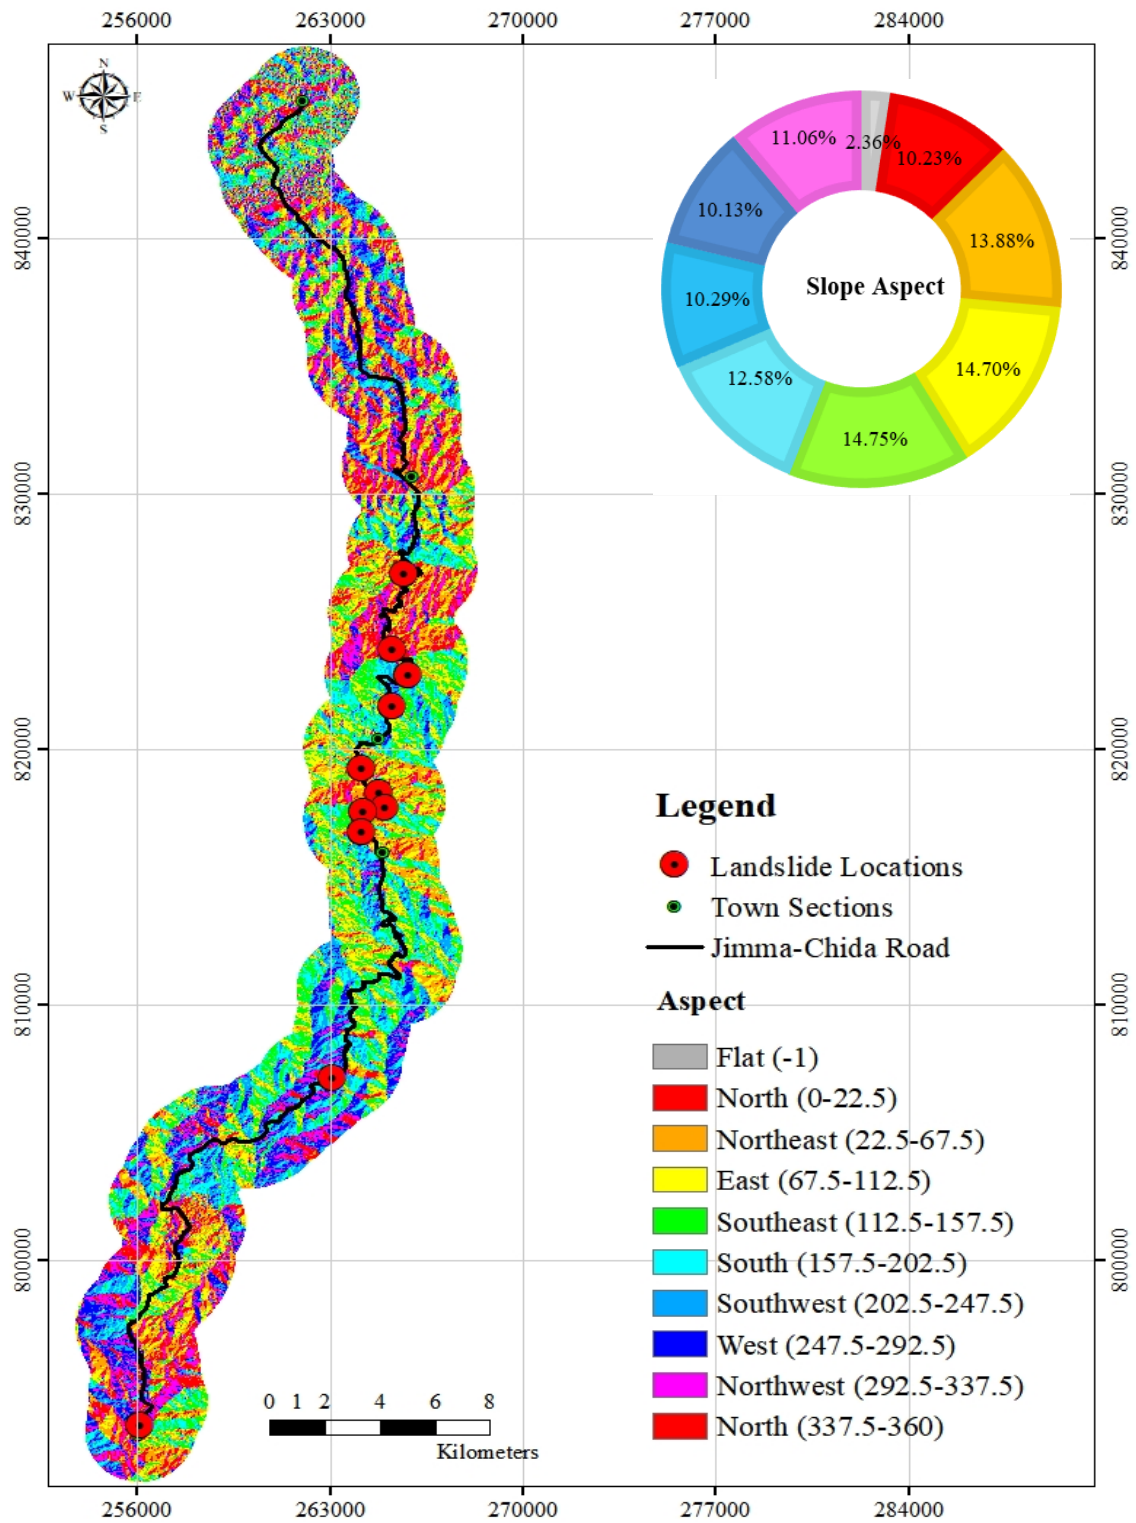 256000 263000 270000 277000 284000
N
W E
S
11.06% 2.36% 10.23%
10.13% 13.88%
10.29% Slope Aspect
12.58% 14.70%
14.75%
840000 840000
830000 830000
820000 820000
810000 810000
800000 800000
Legend
Landslide Locations
Town Sections
Jimma-Chida Road
Aspect
Flat (-1)
North (0-22.5)
Northeast (22.5-67.5)
East (67.5-112.5)
Southeast (112.5-157.5)
South (157.5-202.5)
Southwest (202.5-247.5)
West (247.5-292.5)
Northwest (292.5-337.5)
North (337.5-360)
0 1 2 4 6 8
Kilometers
256000 263000 270000 277000 284000